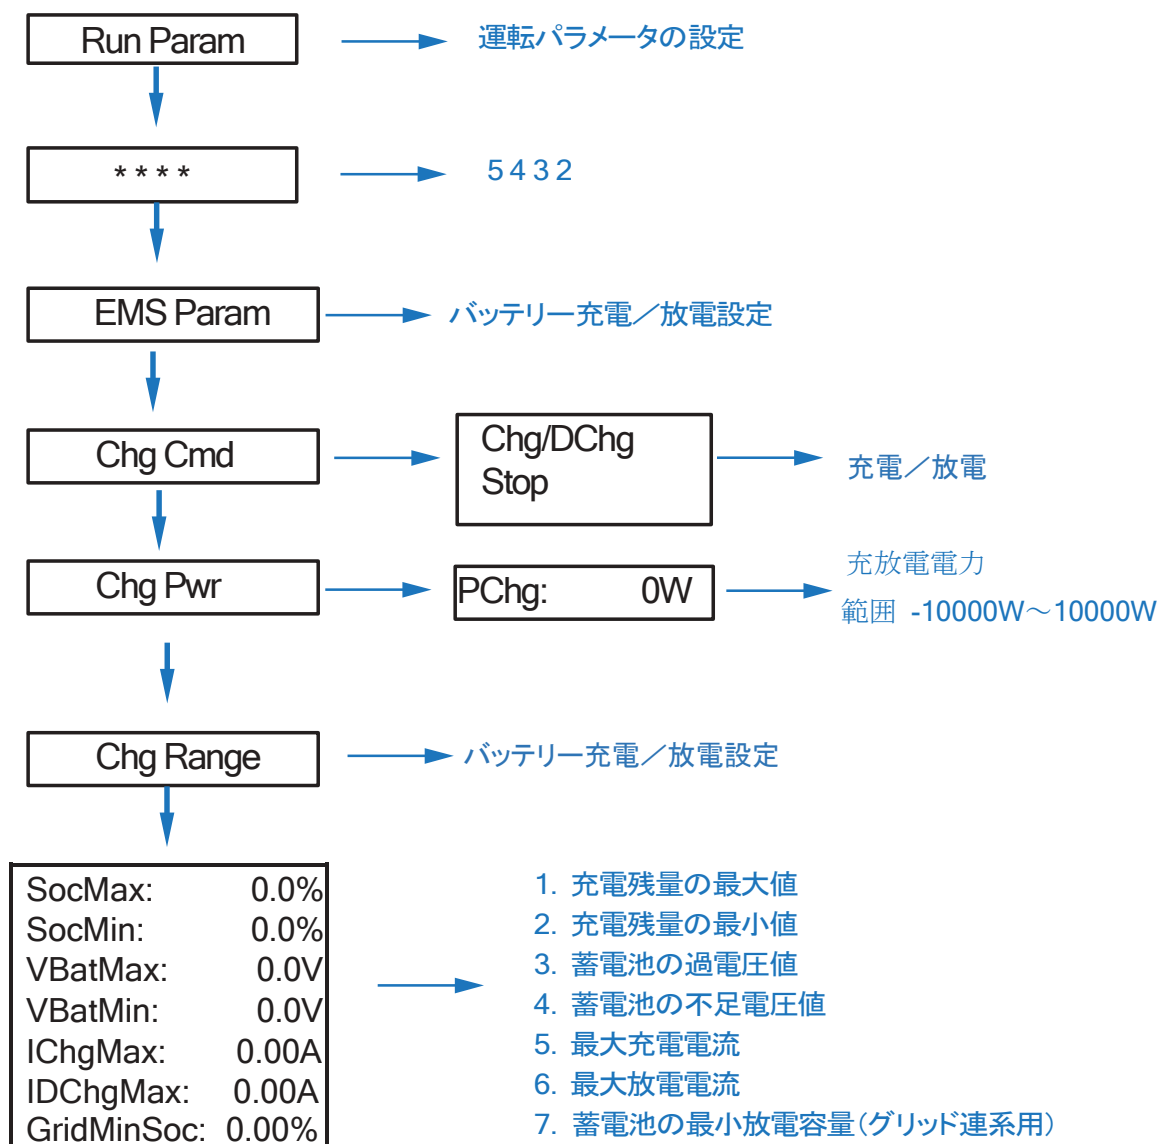 Run Param
運転パラメータの設定
****
5432
EMS Param
バッテリー充電／放電設定
Chg Cmd
Chg/DChg
Stop
充電／放電
Chg Pwr
PChg: 0W
充放電電力
範囲 -10000W～10000W
Chg Range
バッテリー充電／放電設定
SocMax: 0.0%
SocMin: 0.0%
VBatMax: 0.0V
VBatMin: 0.0V
IChgMax: 0.00A
IDChgMax: 0.00A
GridMinSoc: 0.00%
1. 充電残量の最大値
2. 充電残量の最小値
3. 蓄電池の過電圧値
4. 蓄電池の不足電圧値
5. 最大充電電流
6. 最大放電電流
7. 蓄電池の最小放電容量（グリッド連系用）